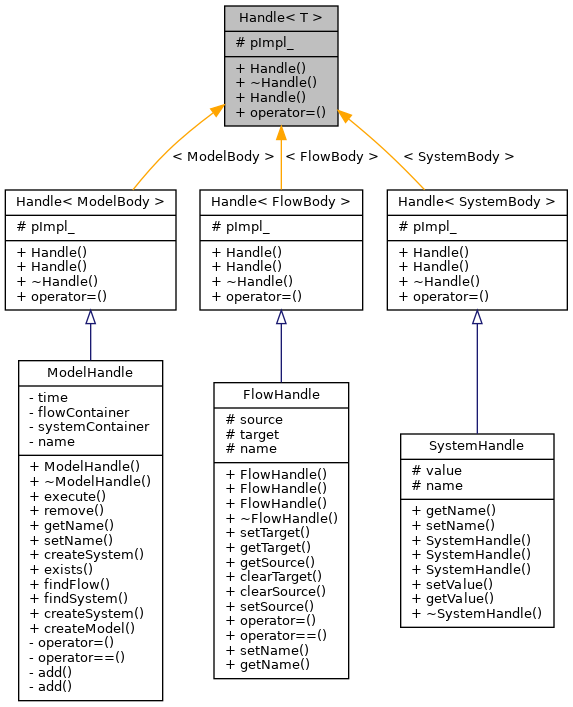 Handle< T >
# pImpl_
+ Handle()
+ ~Handle()
+ Handle()
+ operator=()
< ModelBody >
< FlowBody >
< SystemBody >
Handle< ModelBody >
# pImpl_
+ Handle()
+ Handle()
+ ~Handle()
+ operator=()
Handle< FlowBody >
# pImpl_
+ Handle()
+ Handle()
+ ~Handle()
+ operator=()
Handle< SystemBody >
# pImpl_
+ Handle()
+ Handle()
+ ~Handle()
+ operator=()
ModelHandle
- time
- flowContainer
- systemContainer
- name
+ ModelHandle()
+ ~ModelHandle()
+ execute()
+ remove()
+ getName()
+ setName()
+ createSystem()
+ exists()
+ findFlow()
+ findSystem()
+ createSystem()
+ createModel()
- operator=()
- operator==()
- add()
- add()
FlowHandle
# source
# target
# name
+ FlowHandle()
+ FlowHandle()
+ FlowHandle()
+ ~FlowHandle()
+ setTarget()
+ getTarget()
+ getSource()
+ clearTarget()
+ clearSource()
+ setSource()
+ operator=()
+ operator==()
+ setName()
+ getName()
SystemHandle
# value
# name
+ getName()
+ setName()
+ SystemHandle()
+ SystemHandle()
+ SystemHandle()
+ setValue()
+ getValue()
+ ~SystemHandle()